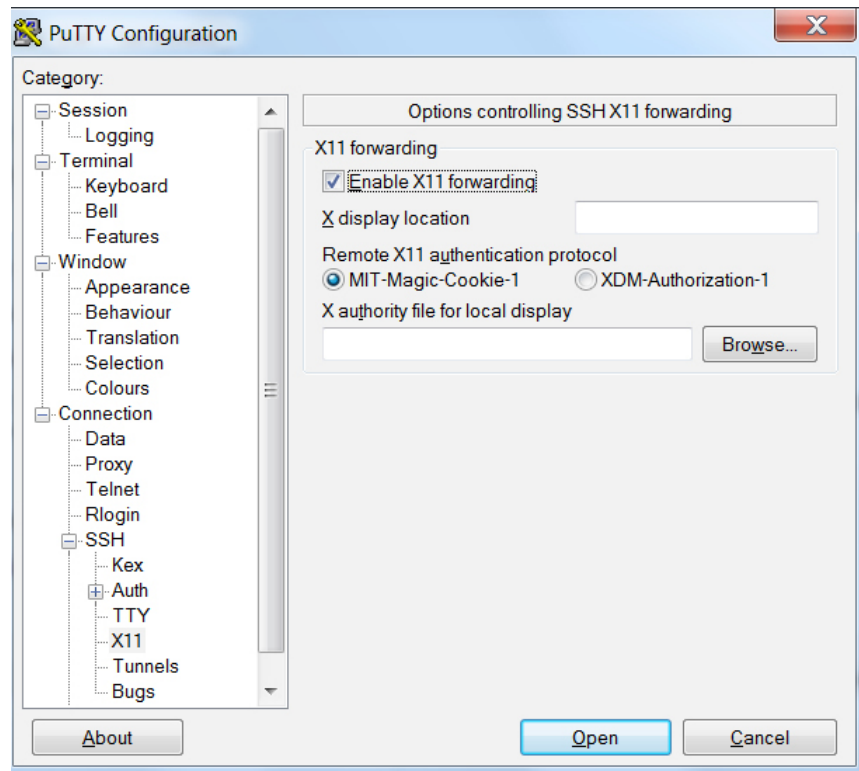 PuTTY Configuration
X
Category:
Session
Logging
Terminal
Keyboard
Bell
Features
Window
Appearance
Behaviour
Translation
Selection
Colours
Connection
Data
Proxy
Telnet
Rlogin
SSH
Kex
Auth
TTY
X11
Tunnels
Bugs
Options controlling SSH X11 forwarding
X11 forwarding
Enable X11 forwarding
X display location
Remote X11 authentication protocol
MIT-Magic-Cookie-1 XDM-Authorization-1
X authority file for local display
Browse...
About Open Cancel